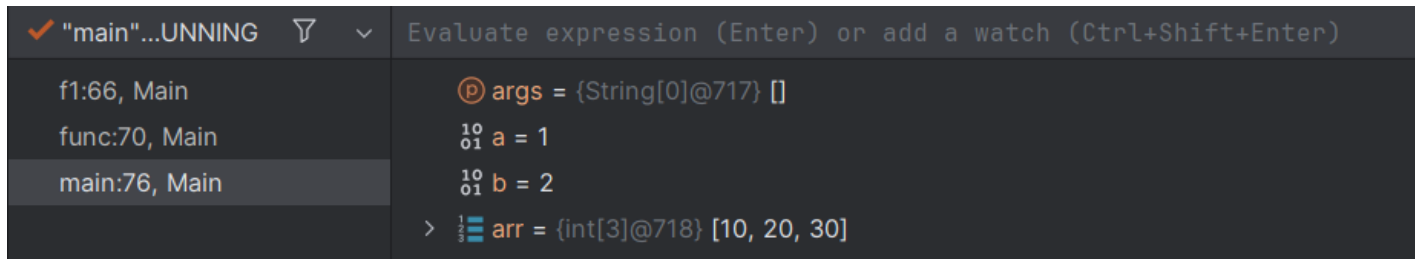 "main"...UNNING Evaluate expression (Enter) or add a watch (Ctrl+Shift+Enter)
f1:66, Main
func:70, Main
main:76, Main
args = {String[0]@717} []
a = 1
b = 2
arr = {int[3]@718} [10, 20, 30]